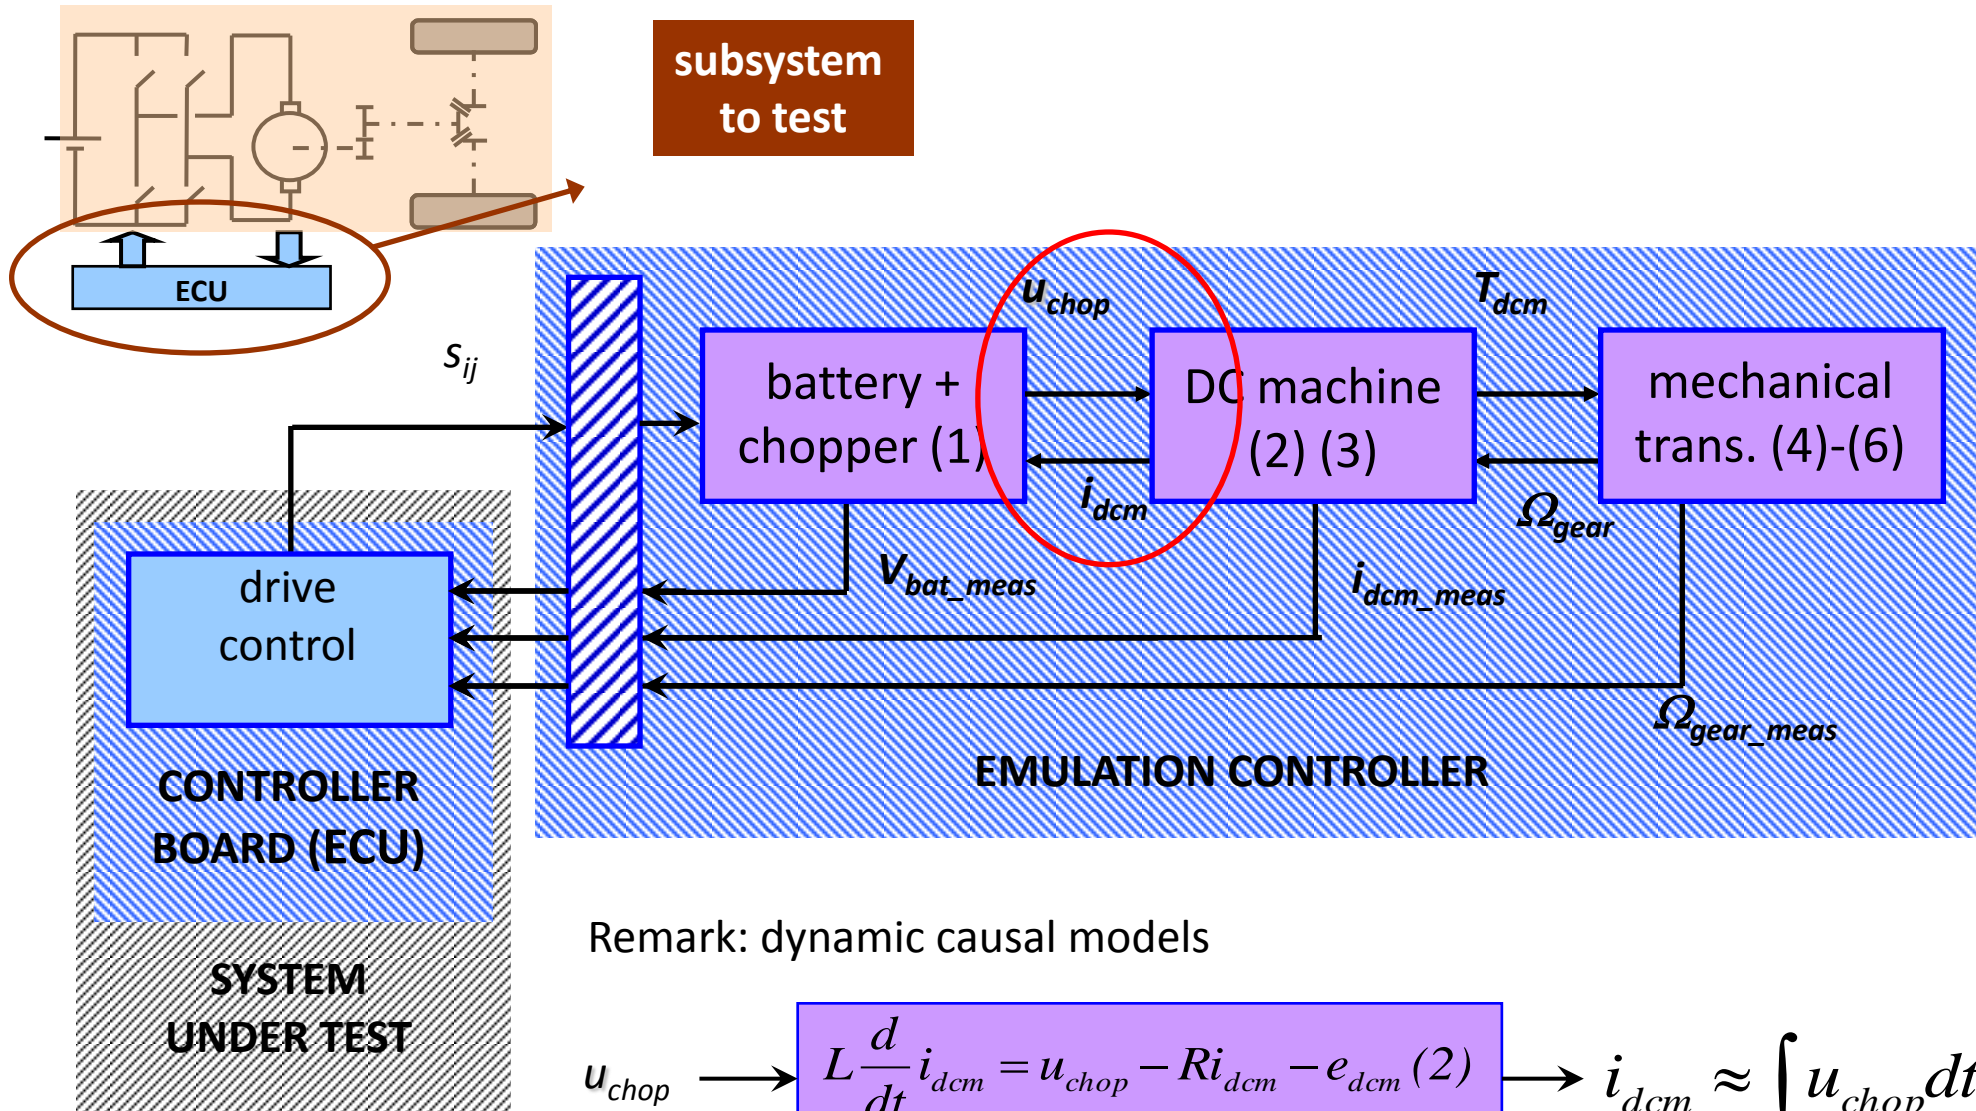 subsystem
to test
ECU
s_ij
u_chop
T_dcm
battery +
chopper (1)
DC machine
(2) (3)
mechanical
trans. (4)-(6)
i_dcm
Ω_gear
V_bat_meas
i_dcm_meas
drive
control
Ω_gear_meas
EMULATION CONTROLLER
CONTROLLER
BOARD (ECU)
SYSTEM
UNDER TEST
Remark: dynamic causal models
u_chop
L d/dt i_dcm = u_chop − Ri_dcm − e_dcm (2)
i_dcm ≈ ∫ u_chop dt